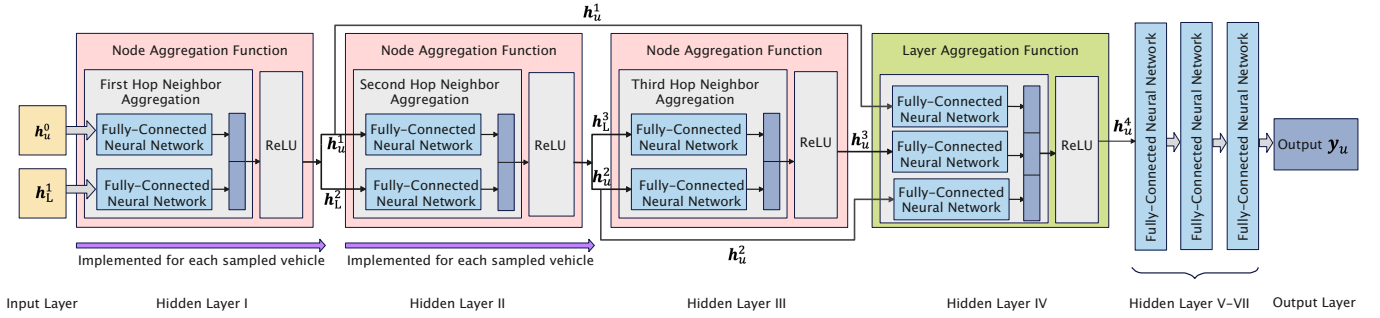 h_u^1
Node Aggregation Function
Node Aggregation Function
Node Aggregation Function
Layer Aggregation Function
First Hop Neighbor
Aggregation
Second Hop Neighbor
Aggregation
Third Hop Neighbor
Aggregation
h_u^0
Fully-Connected
Neural Network
ReLU
h_u^1
Fully-Connected
Neural Network
ReLU
h_L^3
Fully-Connected
Neural Network
ReLU
h_u^3
Fully-Connected
Neural Network
Fully-Connected
Neural Network
Fully-Connected
Neural Network
ReLU
h_u^4
h_L^1
Fully-Connected
Neural Network
h_L^2
Fully-Connected
Neural Network
h_u^2
Fully-Connected
Neural Network
Fully-Connected Neural Network
Fully-Connected Neural Network
Fully-Connected Neural Network
Output y_u
h_u^2
Implemented for each sampled vehicle
Implemented for each sampled vehicle
Input Layer
Hidden Layer I
Hidden Layer II
Hidden Layer III
Hidden Layer IV
Hidden Layer V-VII
Output Layer